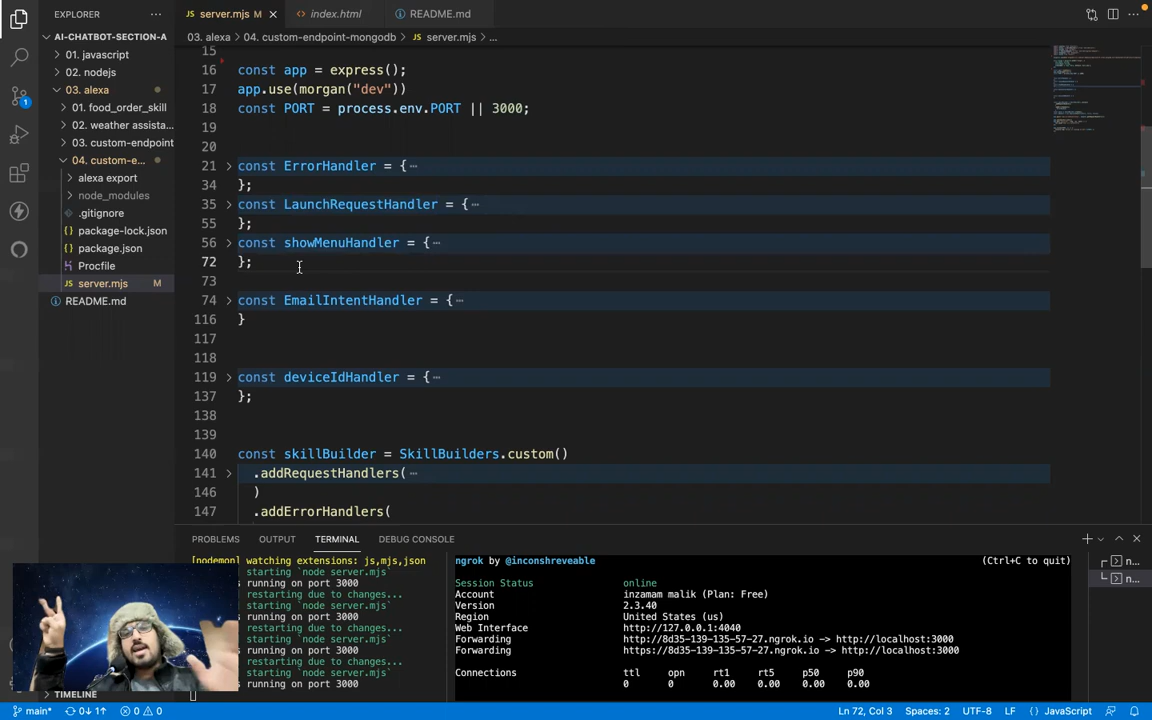 EXPLORER
server.mjs M
index.html
README.md
AI-CHATBOT-SECTION-A
01. javascript
02. nodejs
03. alexa
01. food_order_skill
02. weather assista...
03. custom-endpoint
04. custom-e...
alexa export
node_modules
.gitignore
package-lock.json
package.json
Procfile
server.mjs M
README.md
TIMELINE
1
03. alexa > 04. custom-endpoint-mongodb > server.mjs > ...
15
16 const app = express();
17 app.use(morgan("dev"))
18 const PORT = process.env.PORT || 3000;
19
20
21 const ErrorHandler = {…
34 };
35 const LaunchRequestHandler = {…
55 };
56 const showMenuHandler = {…
72 };
73
74 const EmailIntentHandler = {…
116 }
117
118
119 const deviceIdHandler = {…
137 };
138
139
140 const skillBuilder = SkillBuilders.custom()
141 .addRequestHandlers(…
146 )
147 .addErrorHandlers(
PROBLEMS OUTPUT TERMINAL DEBUG CONSOLE
[nodemon] watching extensions: js,mjs,json
starting `node server.mjs`
s running on port 3000
restarting due to changes...
starting `node server.mjs`
s running on port 3000
restarting due to changes...
starting `node server.mjs`
s running on port 3000
restarting due to changes...
starting `node server.mjs`
s running on port 3000
ngrok by @inconshreveable (Ctrl+C to quit)
Session Status online
Account inzamam malik (Plan: Free)
Version 2.3.40
Region United States (us)
Web Interface http://127.0.0.1:4040
Forwarding http://8d35-139-135-57-27.ngrok.io -> http://localhost:3000
Forwarding https://8d35-139-135-57-27.ngrok.io -> http://localhost:3000
Connections ttl opn rt1 rt5 p50 p90
0 0 0.00 0.00 0.00 0.00
n...
n...
main* 0↓ 1↑ 0 0
Ln 72, Col 3 Spaces: 2 UTF-8 LF JavaScript